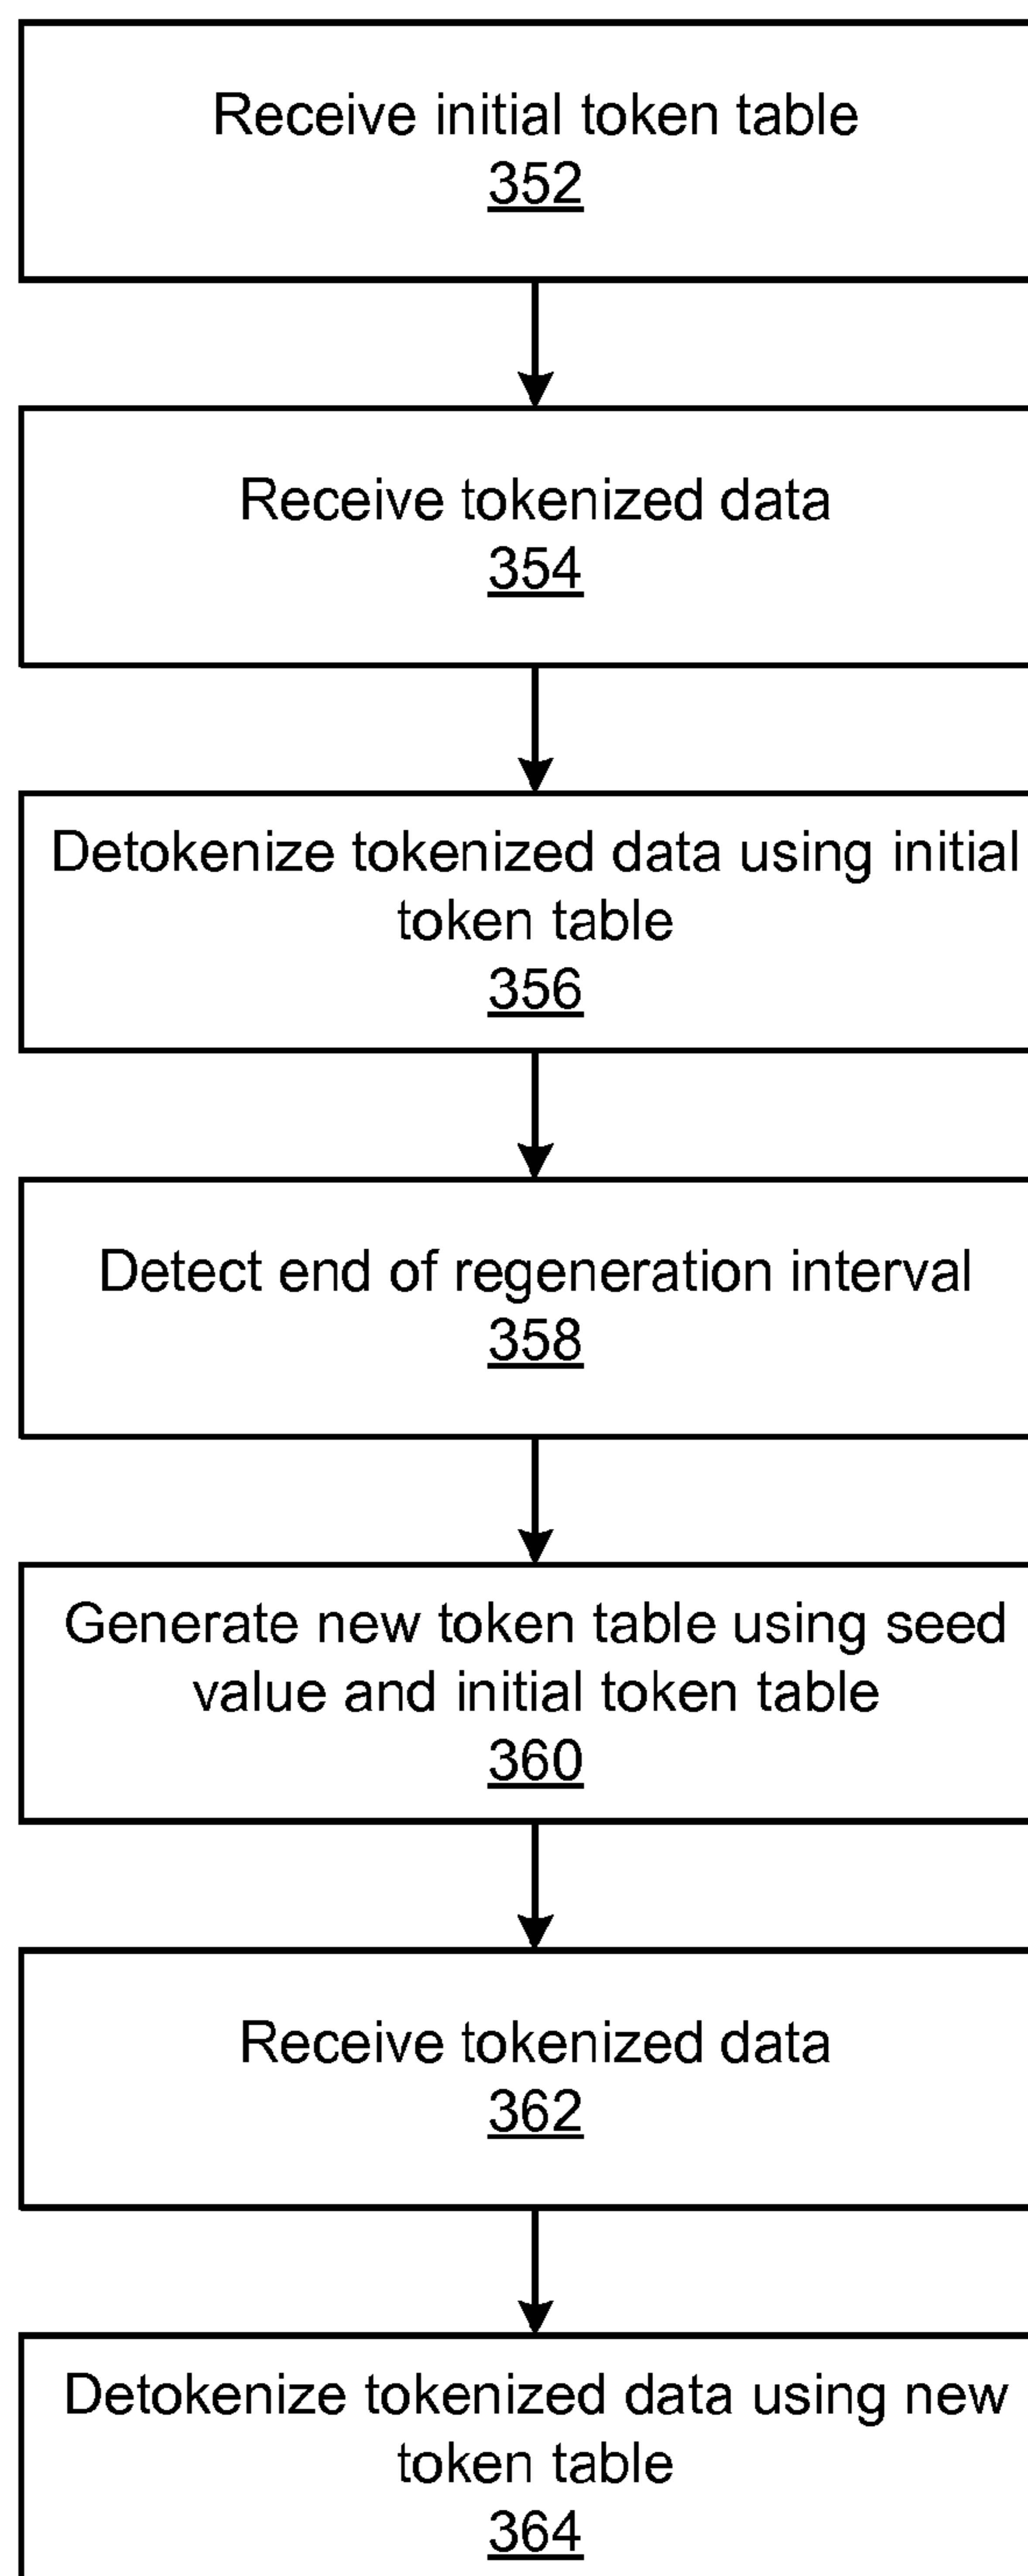 Receive initial token table
352
Receive tokenized data
354
Detokenize tokenized data using initial
token table
356
Detect end of regeneration interval
358
Generate new token table using seed
value and initial token table
360
Receive tokenized data
362
Detokenize tokenized data using new
token table
364